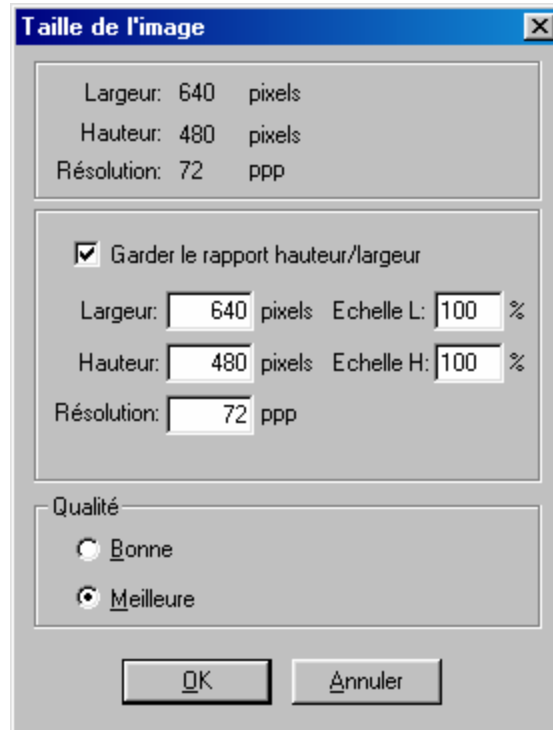 Taille de l'image
Largeur: 640 pixels
Hauteur: 480 pixels
Résolution: 72 ppp
Garder le rapport hauteur/largeur
Largeur: 640 pixels Echelle L: 100 %
Hauteur: 480 pixels Echelle H: 100 %
Résolution: 72 ppp
Qualité
Bonne
Meilleure
OK Annuler